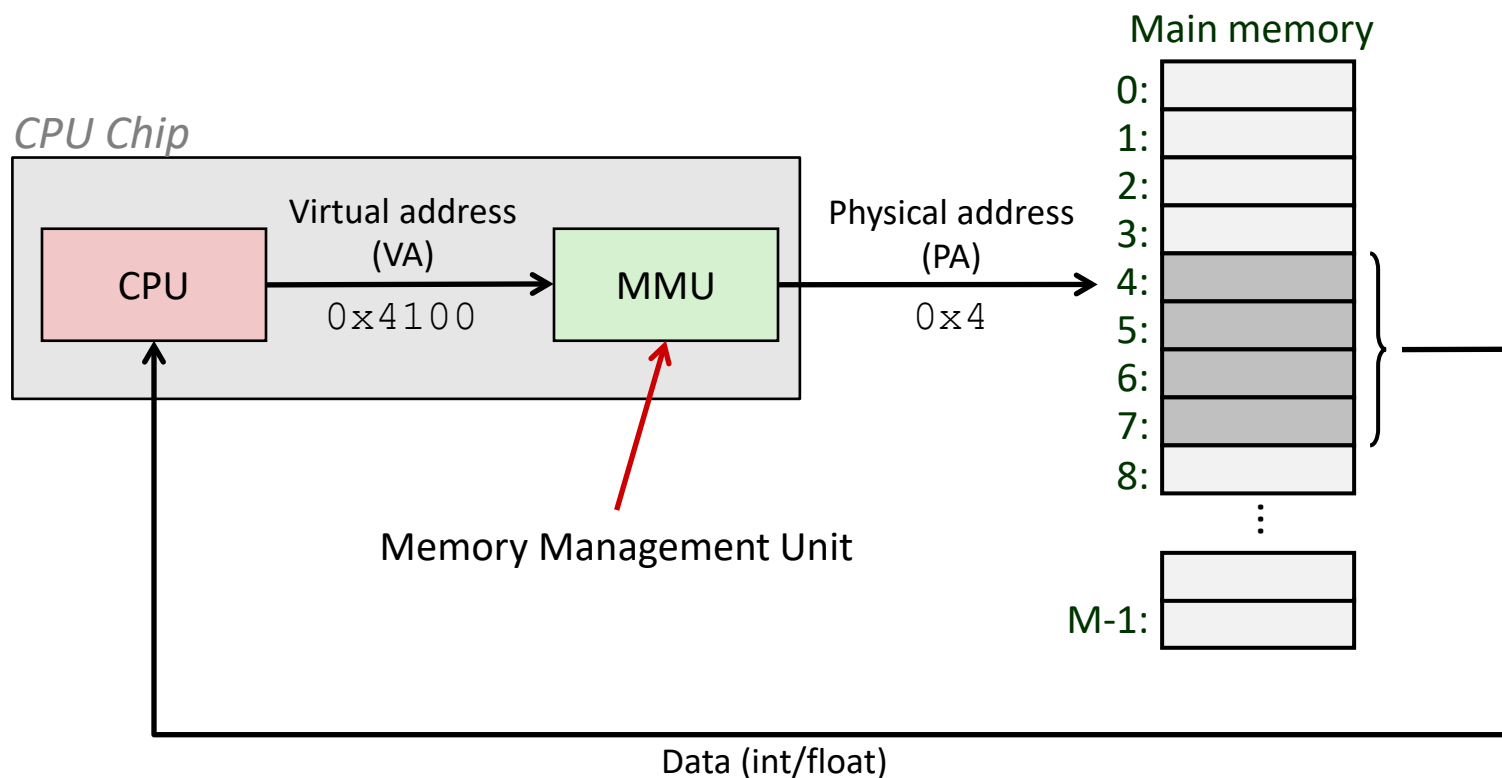 Main memory
CPU Chip
0:
1:
2:
3:
4:
5:
6:
7:
8:
...
M-1:
Virtual address
(VA)
Physical address
(PA)
CPU
MMU
0x4100
0x4
Memory Management Unit
Data (int/float)